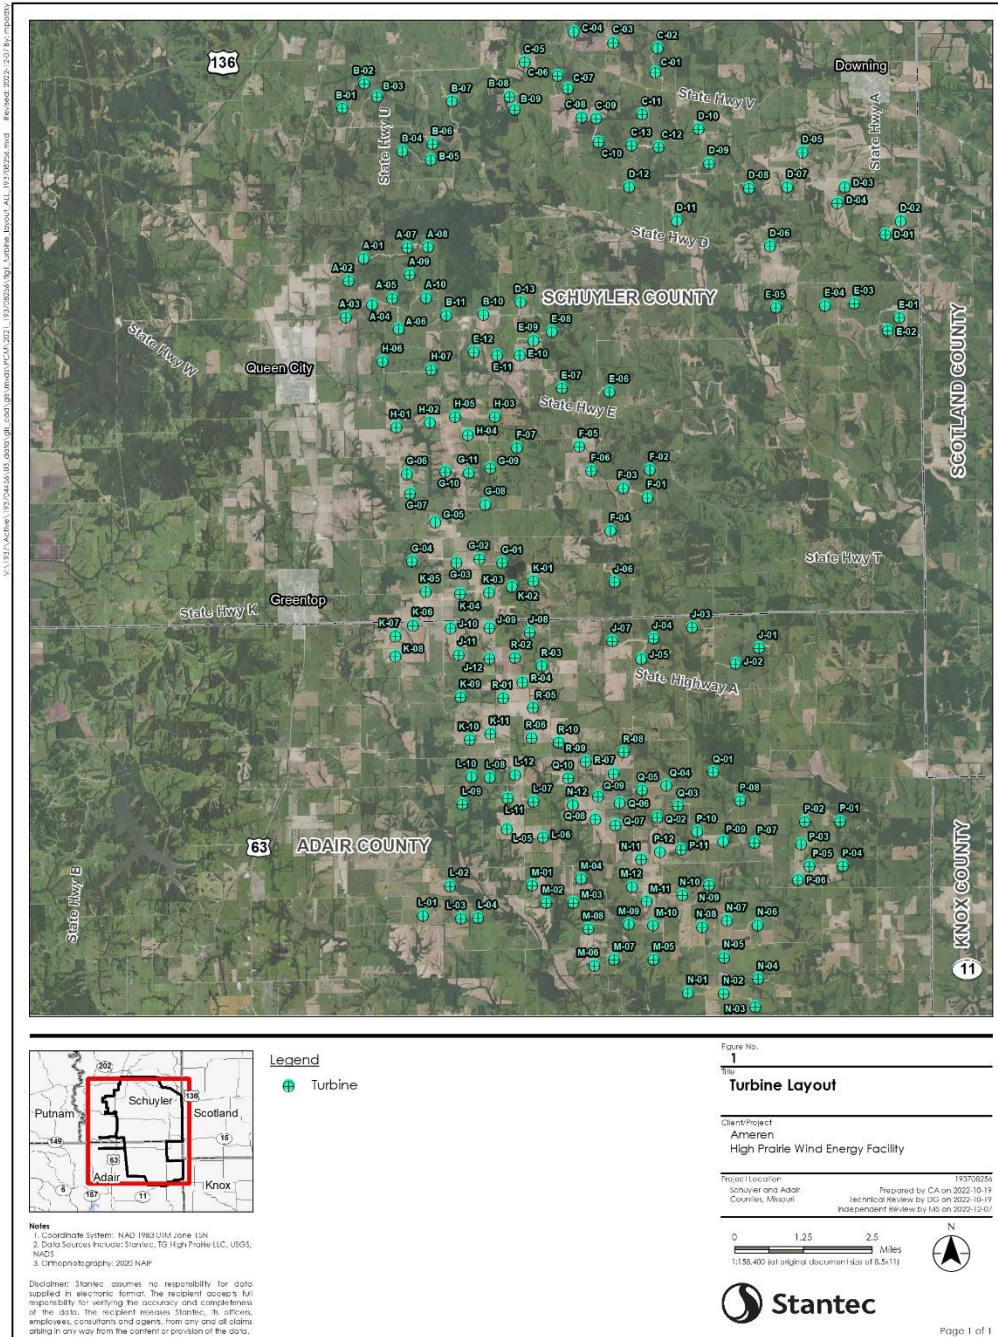 Revised: 2022-12-07 By: mponsky
C-04
C-03
C-02
136
C-05
C-01
Downing
C-06
C-07
B-02
B-01
B-03
B-07
B-08
B-09
State Hwy V
C-08
C-09
C-11
D-10
State Hwy U
State Hwy A
B-06
B-04
B-05
C-13
C-12
C-10
D-09
D-05
D-12
D-08
D-07
D-03
D-04
D-11
D-02
State Hwy D
D-01
D-06
A-07
A-08
A-01
A-09
A-02
A-05
A-10
A-03
A-04
A-06
B-11
B-10
D-13
SCHUYLER COUNTY
E-05
E-04
E-03
E-01
E-02
E-08
E-09
E-12
E-10
E-11
State Hwy W
Queen City
H-06
H-07
E-07
E-06
State Hwy E
SCOTLAND COUNTY
H-05
H-03
H-02
H-01
H-04
F-07
F-05
G-06
G-11
G-09
F-06
F-02
G-10
F-03
F-01
G-07
G-08
G-05
F-04
G-04
G-02
G-01
State Hwy T
G-03
K-05
K-03
K-01
J-06
K-02
Greentop
K-04
State Hwy K
K-06
K-07
J-10
J-09
J-08
J-03
J-07
J-04
J-01
K-08
J-11
R-02
R-03
J-05
J-02
J-12
R-04
State Highway A
K-09
R-01
R-05
K-11
K-10
R-06
R-10
R-08
R-09
R-07
L-10
L-08
L-12
Q-10
Q-05
Q-04
Q-01
L-09
L-07
N-12
Q-09
Q-06
Q-03
P-08
L-11
Q-08
Q-07
Q-02
P-10
P-02
P-01
L-05
L-06
P-09
P-07
P-03
63
ADAIR COUNTY
N-11
P-12
P-11
P-05
P-04
P-06
KNOX COUNTY
State Hwy B
L-02
M-01
M-04
M-12
N-10
M-02
M-03
M-11
N-09
L-01
L-03
L-04
M-08
M-09
M-10
N-08
N-07
N-06
M-06
M-07
M-05
N-05
N-04
11
N-01
N-02
N-03
202
136
Schuyler
Putnam
Scotland
149
15
63
Adair
6
157
11
Knox
Legend
Turbine
Notes
1. Coordinate System: NAD 1983 UTM Zone 15N
2. Data Sources Include: Stantec, TG High Prairie LLC, USGS,
NADS
3. Orthophotography: 2020 NAIP
Disclaimer: Stantec assumes no responsibility for data
supplied in electronic format. The recipient accepts full
responsibility for verifying the accuracy and completeness
of the data. The recipient releases Stantec, its officers,
employees, consultants and agents, from any and all claims
arising in any way from the content or provision of the data.
Figure No.
1
Title
Turbine Layout
Client/Project
Ameren
High Prairie Wind Energy Facility
Project Location
193708256
Schuyler and Adair
Counties, Missouri
Prepared by CA on 2022-10-19
Technical Review by DG on 2022-10-19
Independent Review by MS on 2022-12-07
0 1.25 2.5
Miles
1:158,400 (at original document size of 8.5x11)
N
Stantec
Page 1 of 1